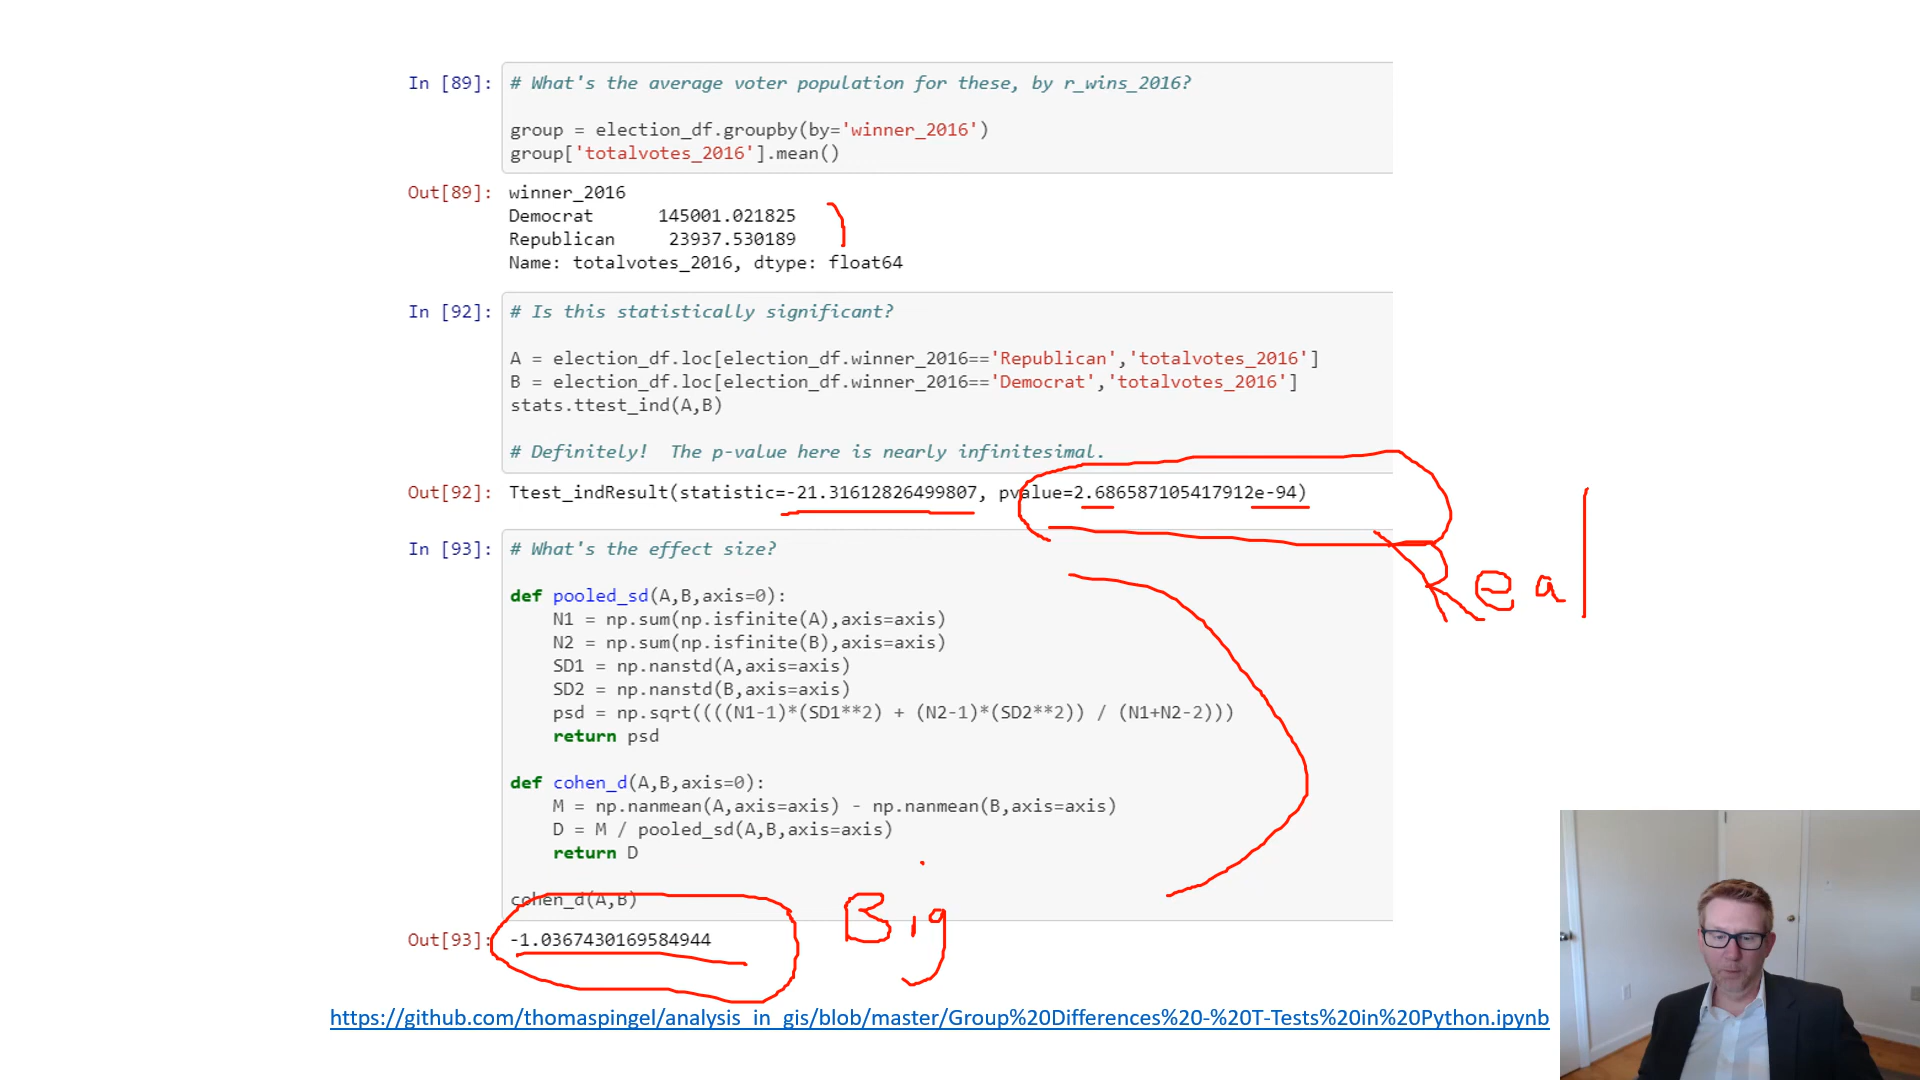 In [89]: # What's the average voter population for these, by r_wins_2016?
group = election_df.groupby(by='winner_2016')
group['totalvotes_2016'].mean()
Out[89]: winner_2016
Democrat 145001.021825
Republican 23937.530189
Name: totalvotes_2016, dtype: float64
In [92]: # Is this statistically significant?
A = election_df.loc[election_df.winner_2016=='Republican','totalvotes_2016']
B = election_df.loc[election_df.winner_2016=='Democrat','totalvotes_2016']
stats.ttest_ind(A,B)
# Definitely!  The p-value here is nearly infinitesimal.
Out[92]: Ttest_indResult(statistic=-21.31612826499807, pvalue=2.686587105417912e-94)
Real
In [93]: # What's the effect size?
def pooled_sd(A,B,axis=0):
N1 = np.sum(np.isfinite(A),axis=axis)
N2 = np.sum(np.isfinite(B),axis=axis)
SD1 = np.nanstd(A,axis=axis)
SD2 = np.nanstd(B,axis=axis)
psd = np.sqrt((((N1-1)*(SD1**2) + (N2-1)*(SD2**2)) / (N1+N2-2)))
return psd
def cohen_d(A,B,axis=0):
M = np.nanmean(A,axis=axis) - np.nanmean(B,axis=axis)
D = M / pooled_sd(A,B,axis=axis)
return D
cohen_d(A,B)
Big
Out[93]: -1.0367430169584944
https://github.com/thomaspingel/analysis_in_gis/blob/master/Group%20Differences%20-%20T-Tests%20in%20Python.ipynb